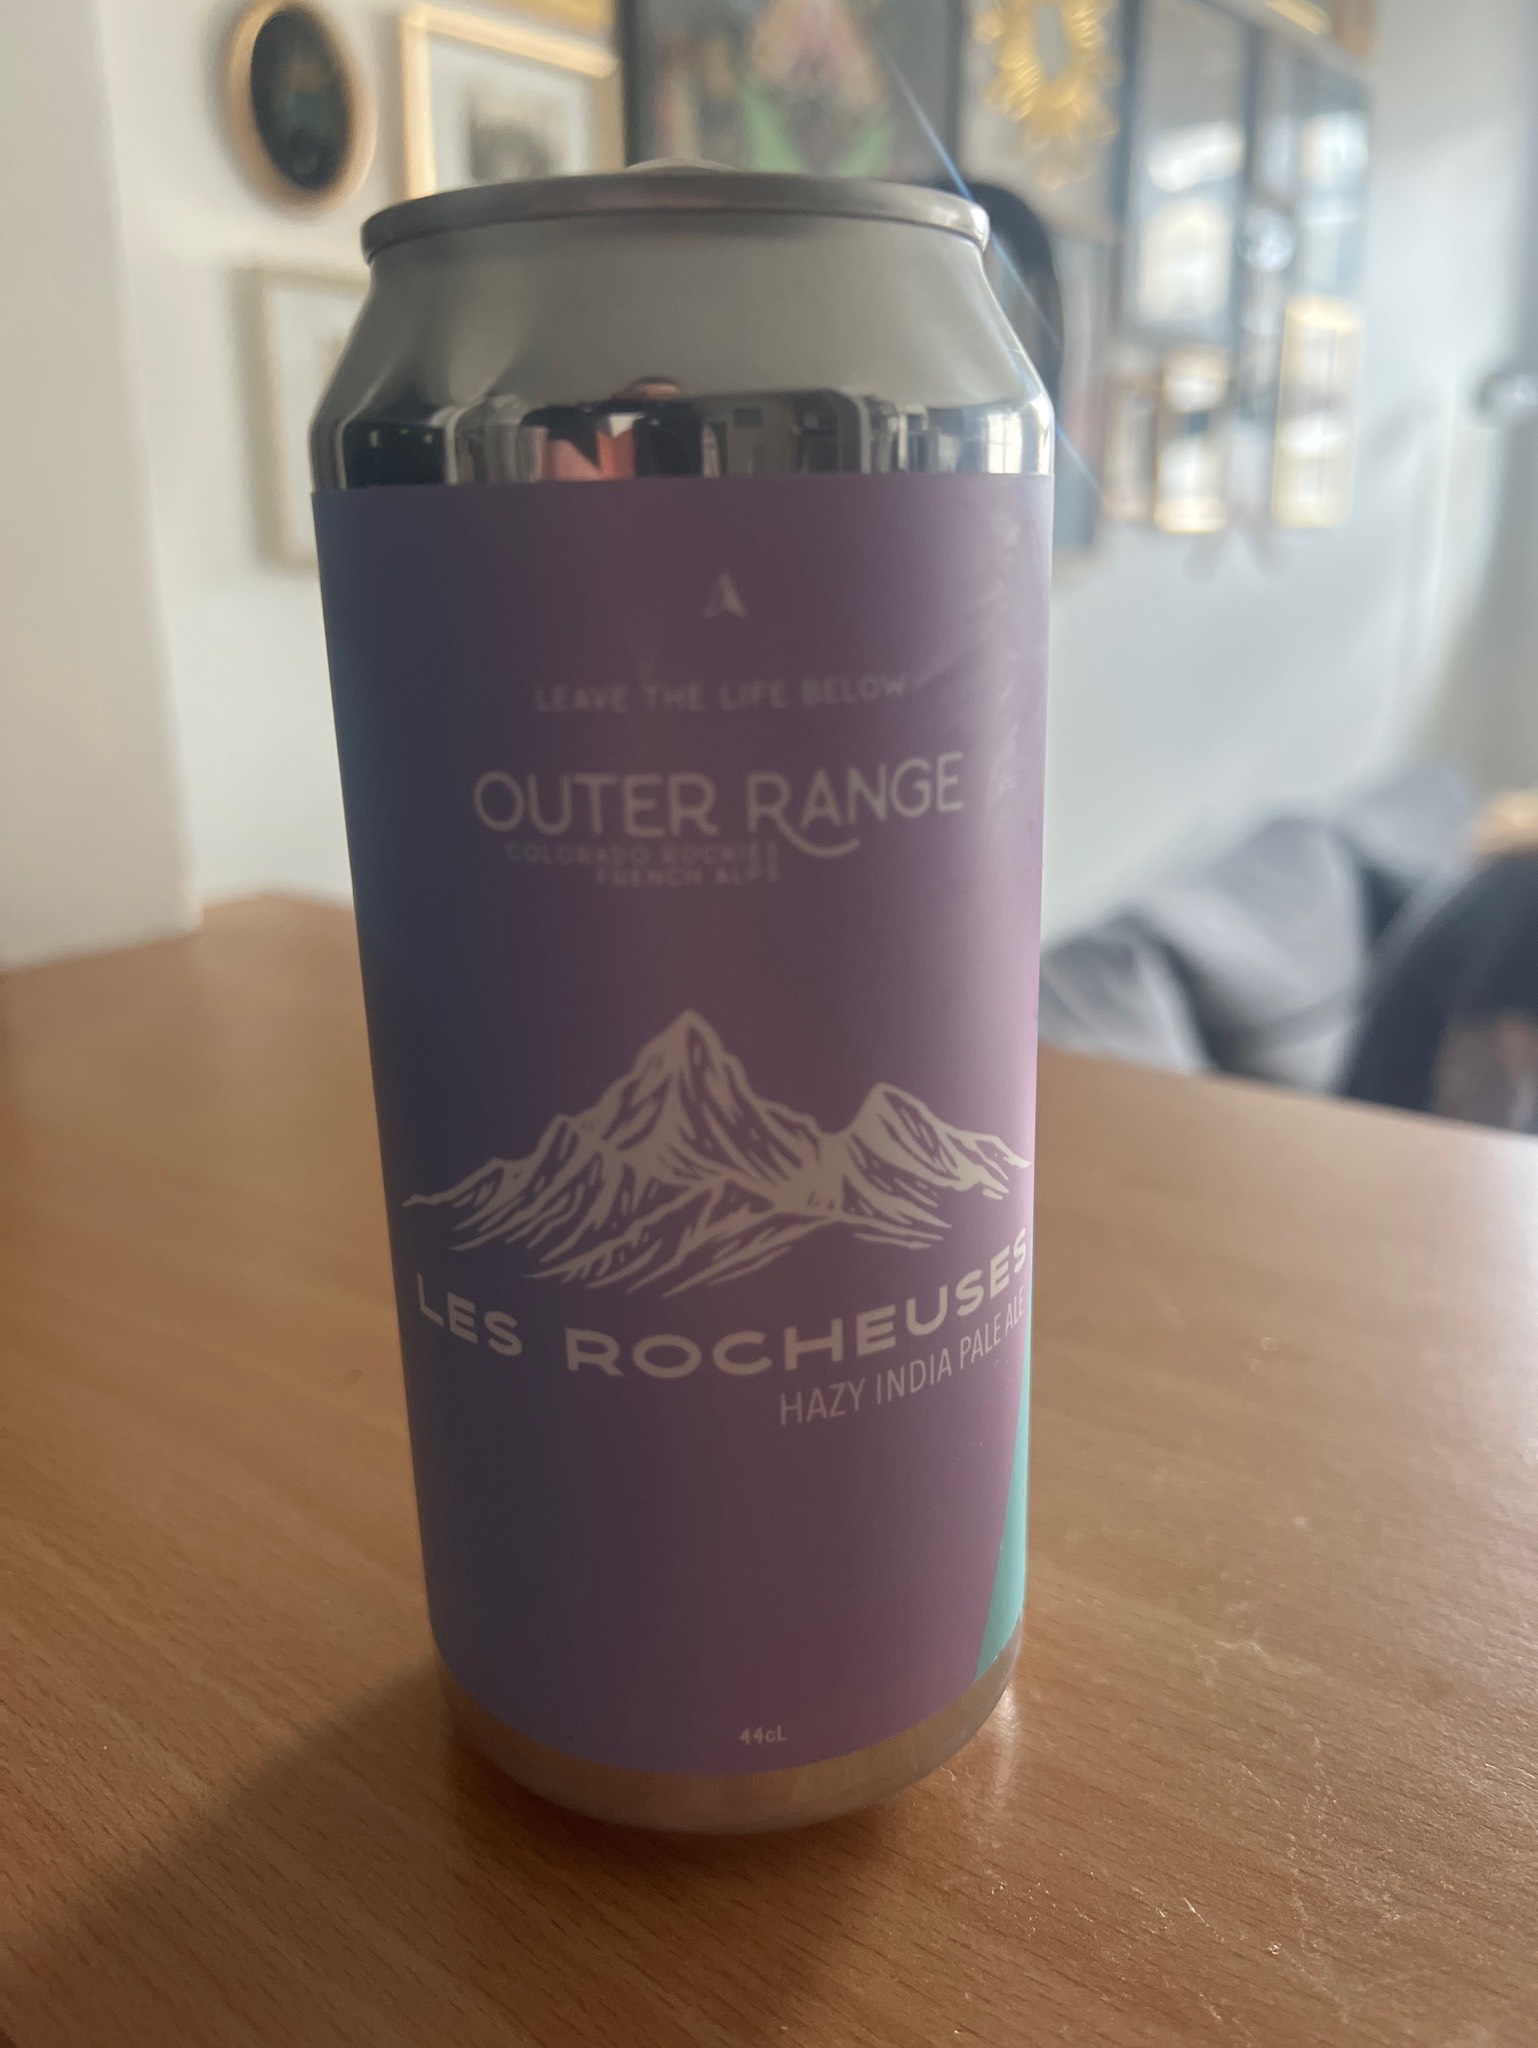 LEAVE THE LIFE BELOW
OUTER RANGE
COLORADO ROCKIES
FRENCH ALPS
LES ROCHEUSES
HAZY INDIA PALE ALE
44cL